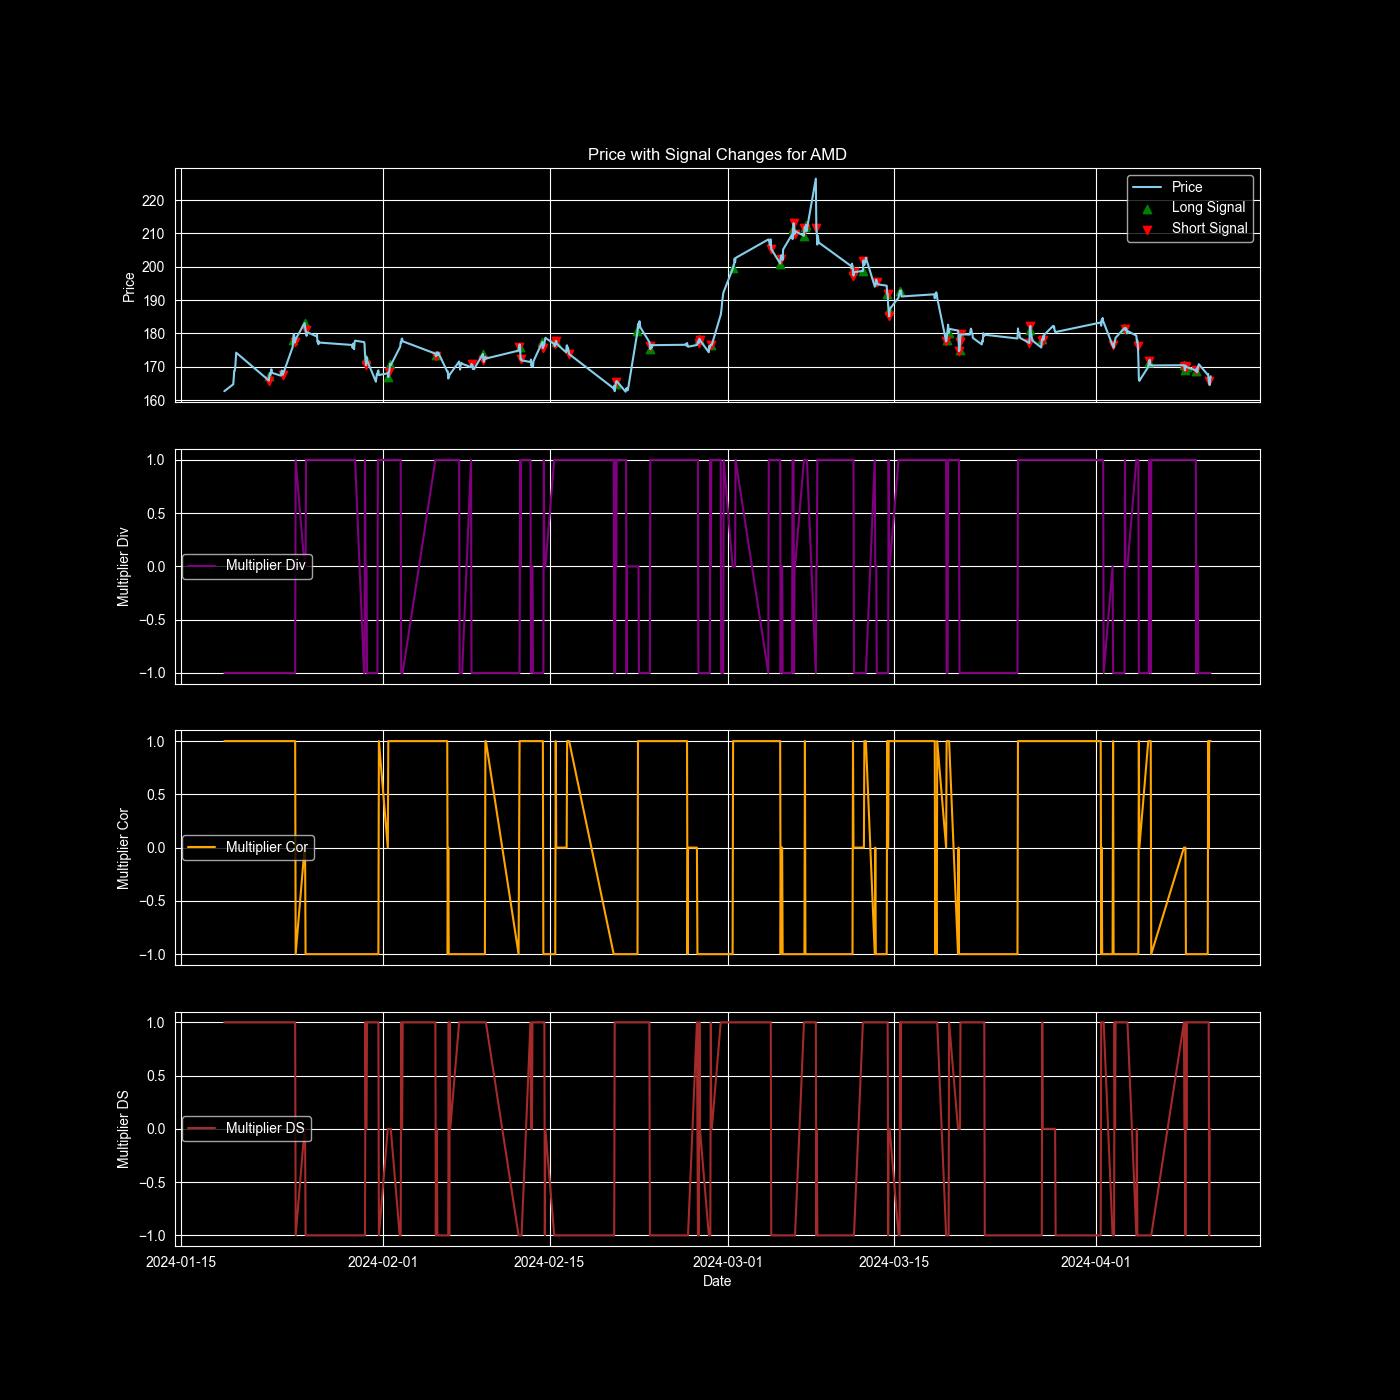 Price with Signal Changes for AMD
Price
220
210
200
190
180
170
160
Price
Long Signal
Short Signal
Multiplier Div
1.0
0.5
0.0
−0.5
−1.0
Multiplier Div
Multiplier Cor
1.0
0.5
0.0
−0.5
−1.0
Multiplier Cor
Multiplier DS
1.0
0.5
0.0
−0.5
−1.0
Multiplier DS
2024-01-15 2024-02-01 2024-02-15 2024-03-01 2024-03-15 2024-04-01
Date